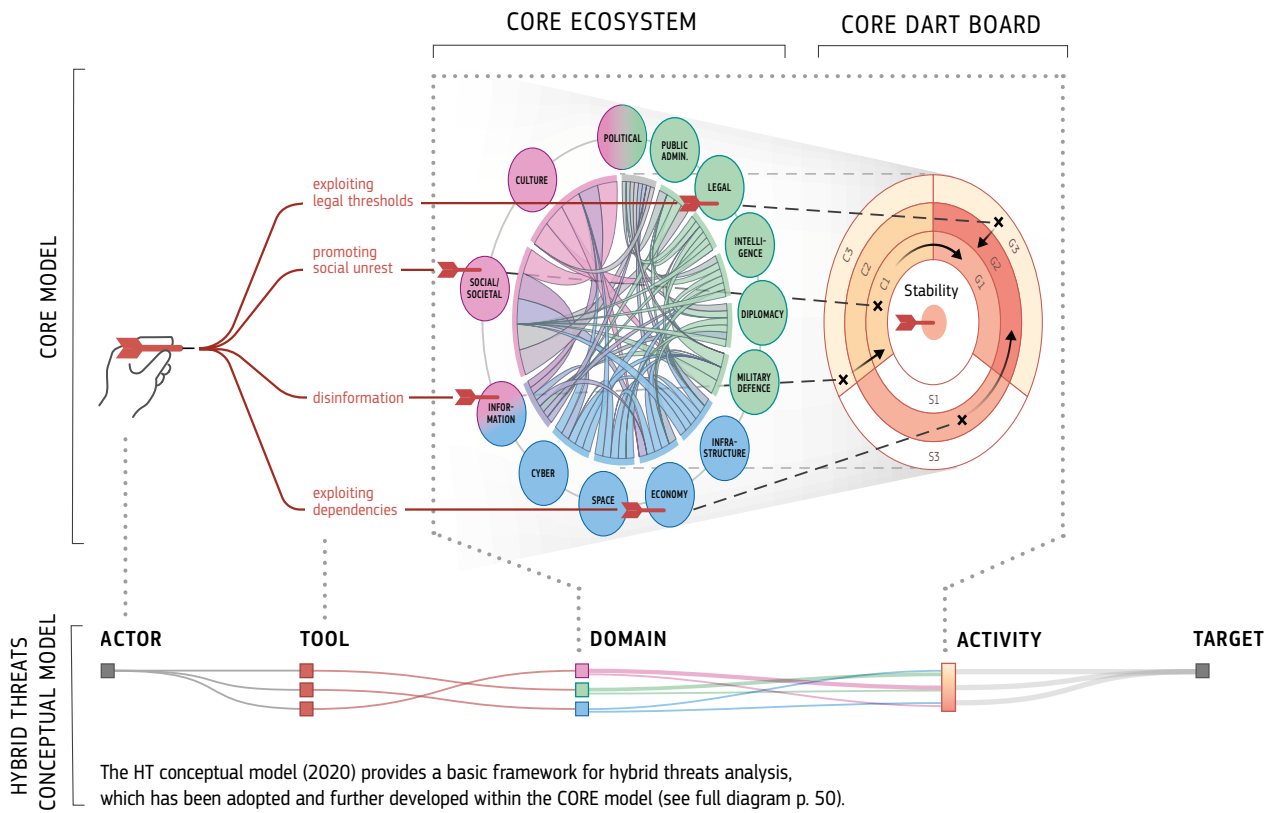 CORE ECOSYSTEM
CORE DART BOARD
CORE MODEL
exploiting
legal thresholds
promoting
social unrest
disinformation
exploiting
dependencies
POLITICAL
PUBLIC
ADMIN.
CULTURE
LEGAL
INTELLI-
GENCE
SOCIAL/
SOCIETAL
DIPLOMACY
MILITARY
DEFENCE
INFOR-
MATION
INFRA-
STRUCTURE
CYBER
SPACE
ECONOMY
C3
C2
C1
G3
G2
G1
Stability
S1
S3
HYBRID THREATS
CONCEPTUAL MODEL
ACTOR
TOOL
DOMAIN
ACTIVITY
TARGET
The HT conceptual model (2020) provides a basic framework for hybrid threats analysis,
which has been adopted and further developed within the CORE model (see full diagram p. 50).